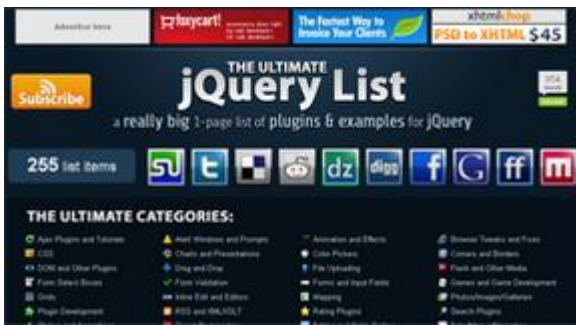 Advertise Here
foxycart!
The Fastest Way to
Invoice Your Clients
xhtmlchop
PSD to XHTML $45
Subscribe
THE ULTIMATE
jQuery List
a really big 1-page list of plugins & examples for jQuery
255 list items
dz
digg
f
G
ff
m
THE ULTIMATE CATEGORIES:
Ajax Plugins and Tutorials
Alert Windows and Prompts
Animation and Effects
Browser Tweaks and Fixes
CSS
Charts and Presentations
Color Pickers
Corners and Borders
DOM and Other Plugins
Drag and Drop
File Uploading
Flash and Other Media
Form Select Boxes
Form Validation
Forms and Input Fields
Games and Game Development
Grids
Inline Edit and Editors
Mapping
Photos/Images/Galleries
Plugin Development
RSS and XML/XSLT
Rating Plugins
Search Plugins